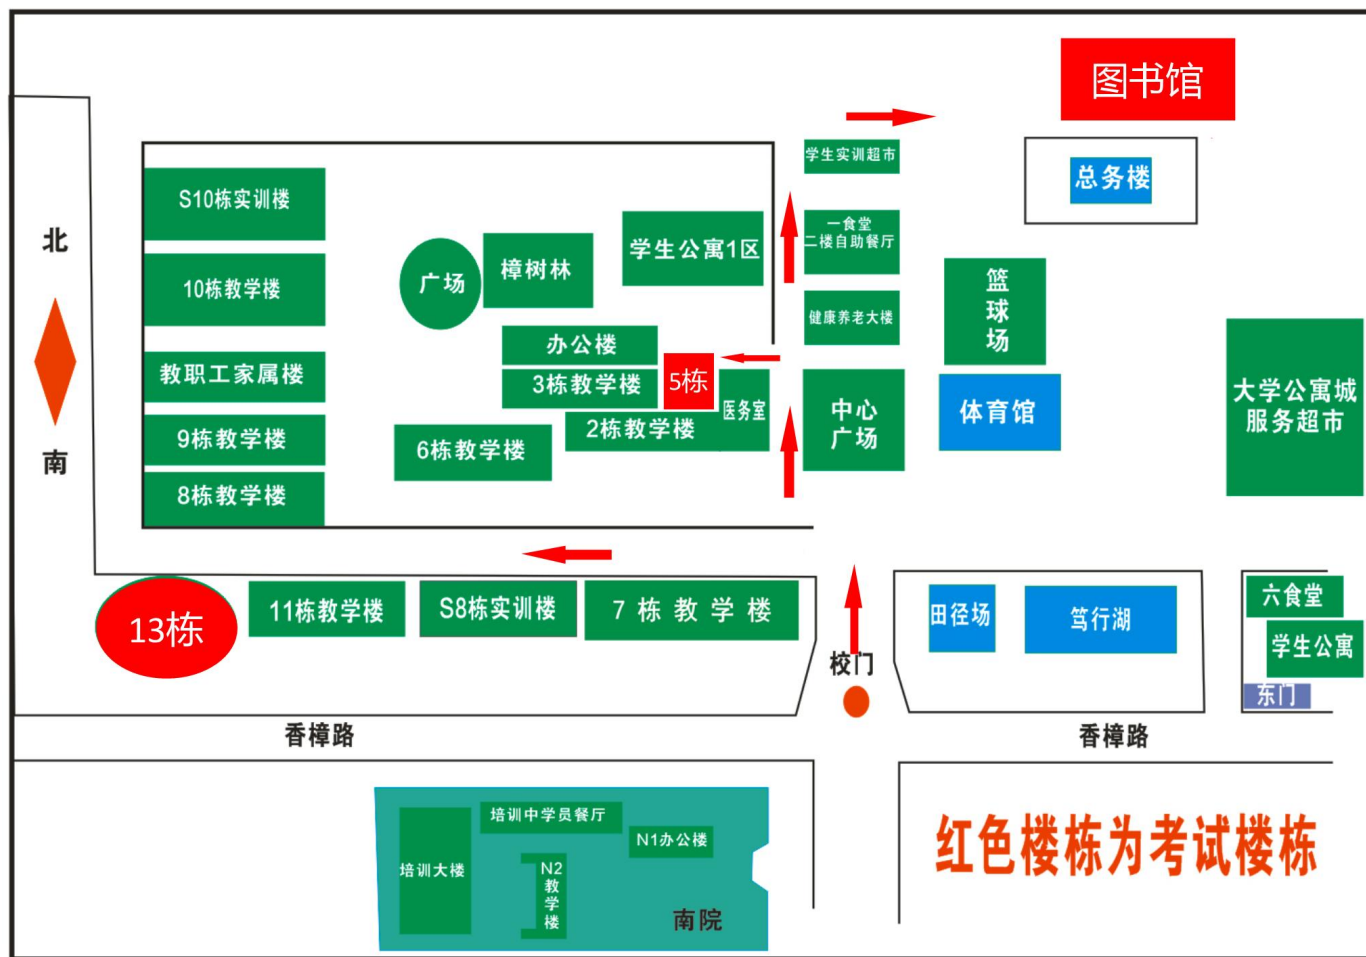 图书馆
学生实训超市
总务楼
S10栋实训楼
北
学生公寓1区
一食堂
二楼自助餐厅
樟树林
广场
10栋教学楼
篮
球
场
健康养老大楼
办公楼
教职工家属楼
3栋教学楼
5栋
医务室
中心
广场
体育馆
大学公寓城
服务超市
2栋教学楼
9栋教学楼
6栋教学楼
南
8栋教学楼
13栋
11栋教学楼
S8栋实训楼
7栋教学楼
田径场
笃行湖
六食堂
学生公寓
校门
东门
香樟路
香樟路
培训中学员餐厅
N1办公楼
培训大楼
N2
教
学
楼
南院
红色楼栋为考试楼栋